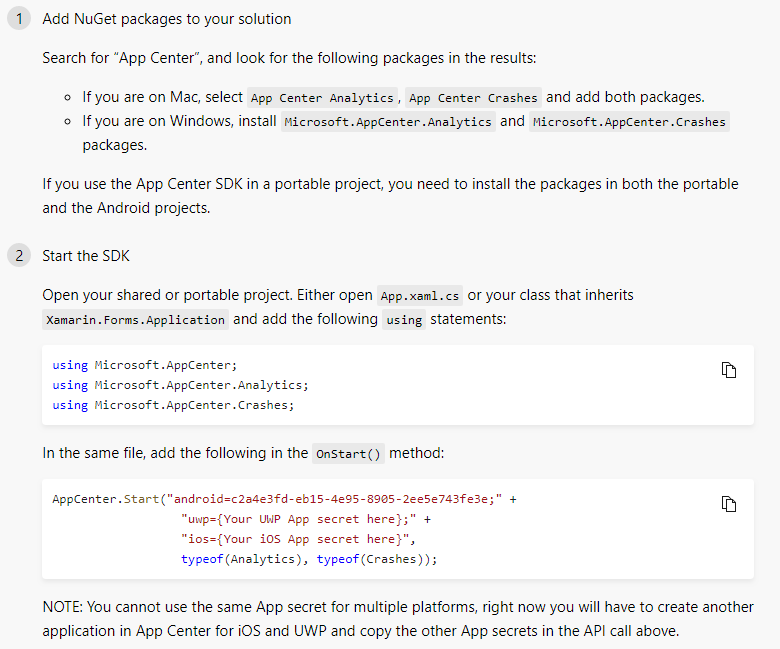 1 Add NuGet packages to your solution
Search for “App Center”, and look for the following packages in the results:
If you are on Mac, select App Center Analytics, App Center Crashes and add both packages.
If you are on Windows, install Microsoft.AppCenter.Analytics and Microsoft.AppCenter.Crashes
packages.
If you use the App Center SDK in a portable project, you need to install the packages in both the portable
and the Android projects.
2 Start the SDK
Open your shared or portable project. Either open App.xaml.cs or your class that inherits
Xamarin.Forms.Application and add the following using statements:
using Microsoft.AppCenter;
using Microsoft.AppCenter.Analytics;
using Microsoft.AppCenter.Crashes;
In the same file, add the following in the OnStart() method:
AppCenter.Start("android=c2a4e3fd-eb15-4e95-8905-2ee5e743fe3e;" +
"uwp={Your UWP App secret here};" +
"ios={Your iOS App secret here}",
typeof(Analytics), typeof(Crashes));
NOTE: You cannot use the same App secret for multiple platforms, right now you will have to create another
application in App Center for iOS and UWP and copy the other App secrets in the API call above.